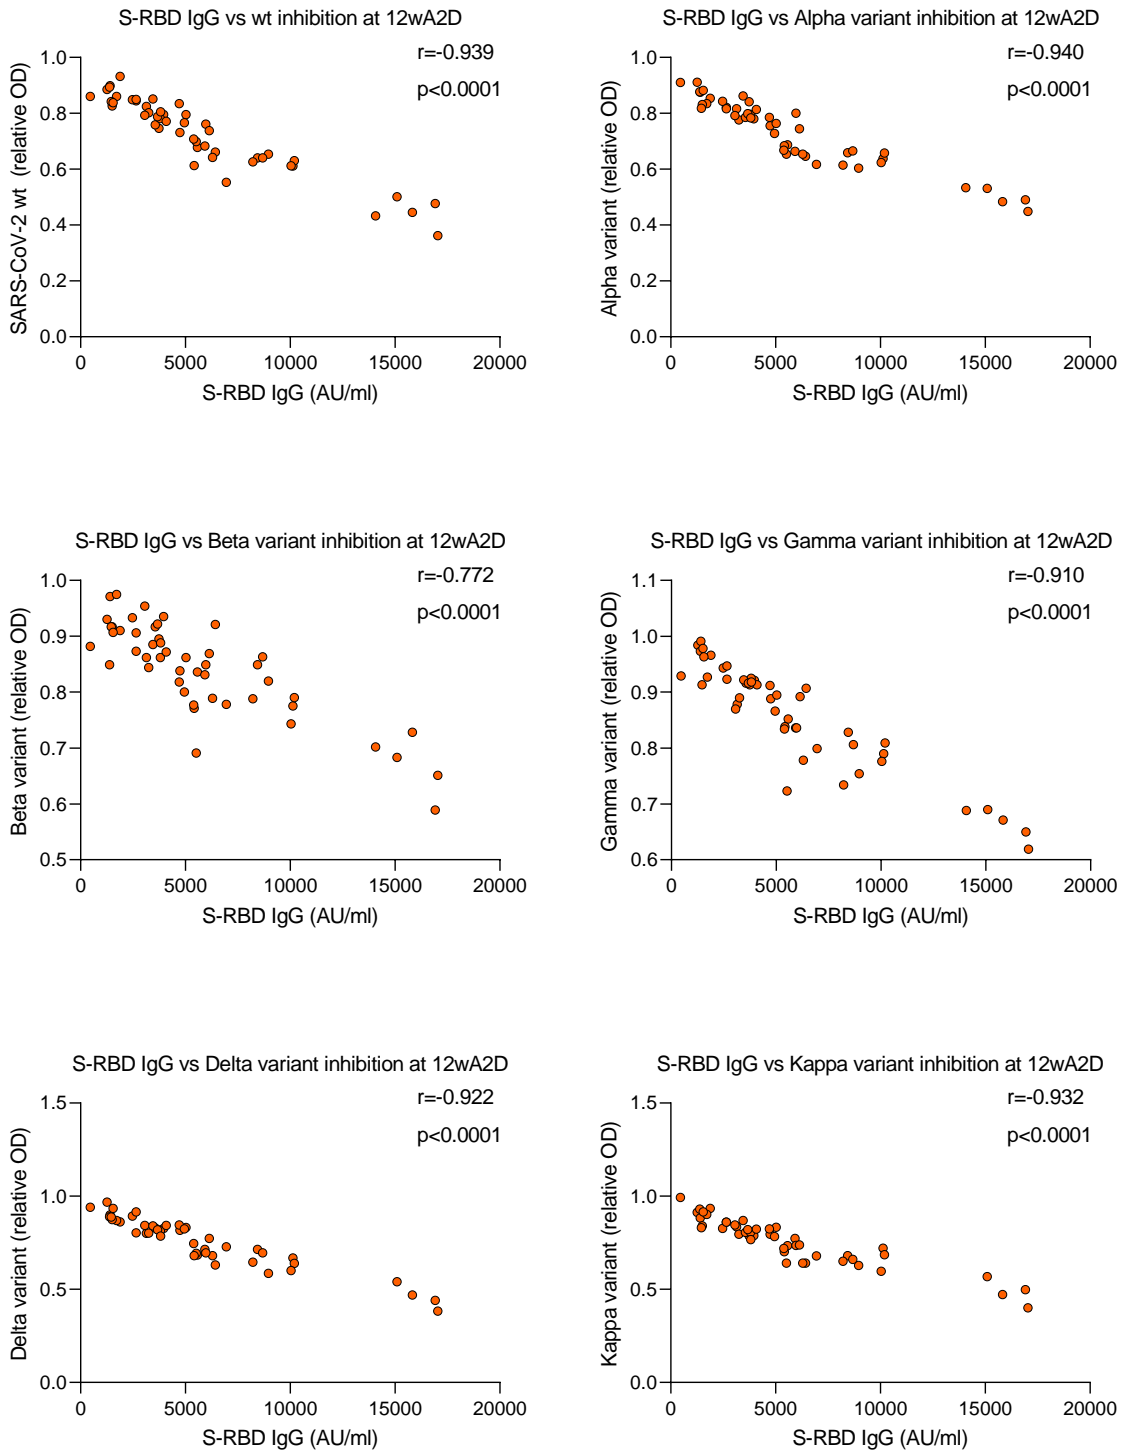 S-RBD IgG vs wt inhibition at 12wA2D
r=-0.939
p<0.0001
1.0
0.8
0.6
0.4
0.2
0.0
SARS-CoV-2 wt (relative OD)
0 5000 10000 15000 20000
S-RBD IgG (AU/ml)
S-RBD IgG vs Alpha variant inhibition at 12wA2D
r=-0.940
p<0.0001
1.0
0.8
0.6
0.4
0.2
0.0
Alpha variant (relative OD)
0 5000 10000 15000 20000
S-RBD IgG (AU/ml)
S-RBD IgG vs Beta variant inhibition at 12wA2D
r=-0.772
p<0.0001
1.0
0.9
0.8
0.7
0.6
0.5
Beta variant (relative OD)
0 5000 10000 15000 20000
S-RBD IgG (AU/ml)
S-RBD IgG vs Gamma variant inhibition at 12wA2D
r=-0.910
p<0.0001
1.1
1.0
0.9
0.8
0.7
0.6
Gamma variant (relative OD)
0 5000 10000 15000 20000
S-RBD IgG (AU/ml)
S-RBD IgG vs Delta variant inhibition at 12wA2D
r=-0.922
p<0.0001
1.5
1.0
0.5
0.0
Delta variant (relative OD)
0 5000 10000 15000 20000
S-RBD IgG (AU/ml)
S-RBD IgG vs Kappa variant inhibition at 12wA2D
r=-0.932
p<0.0001
1.5
1.0
0.5
0.0
Kappa variant (relative OD)
0 5000 10000 15000 20000
S-RBD IgG (AU/ml)